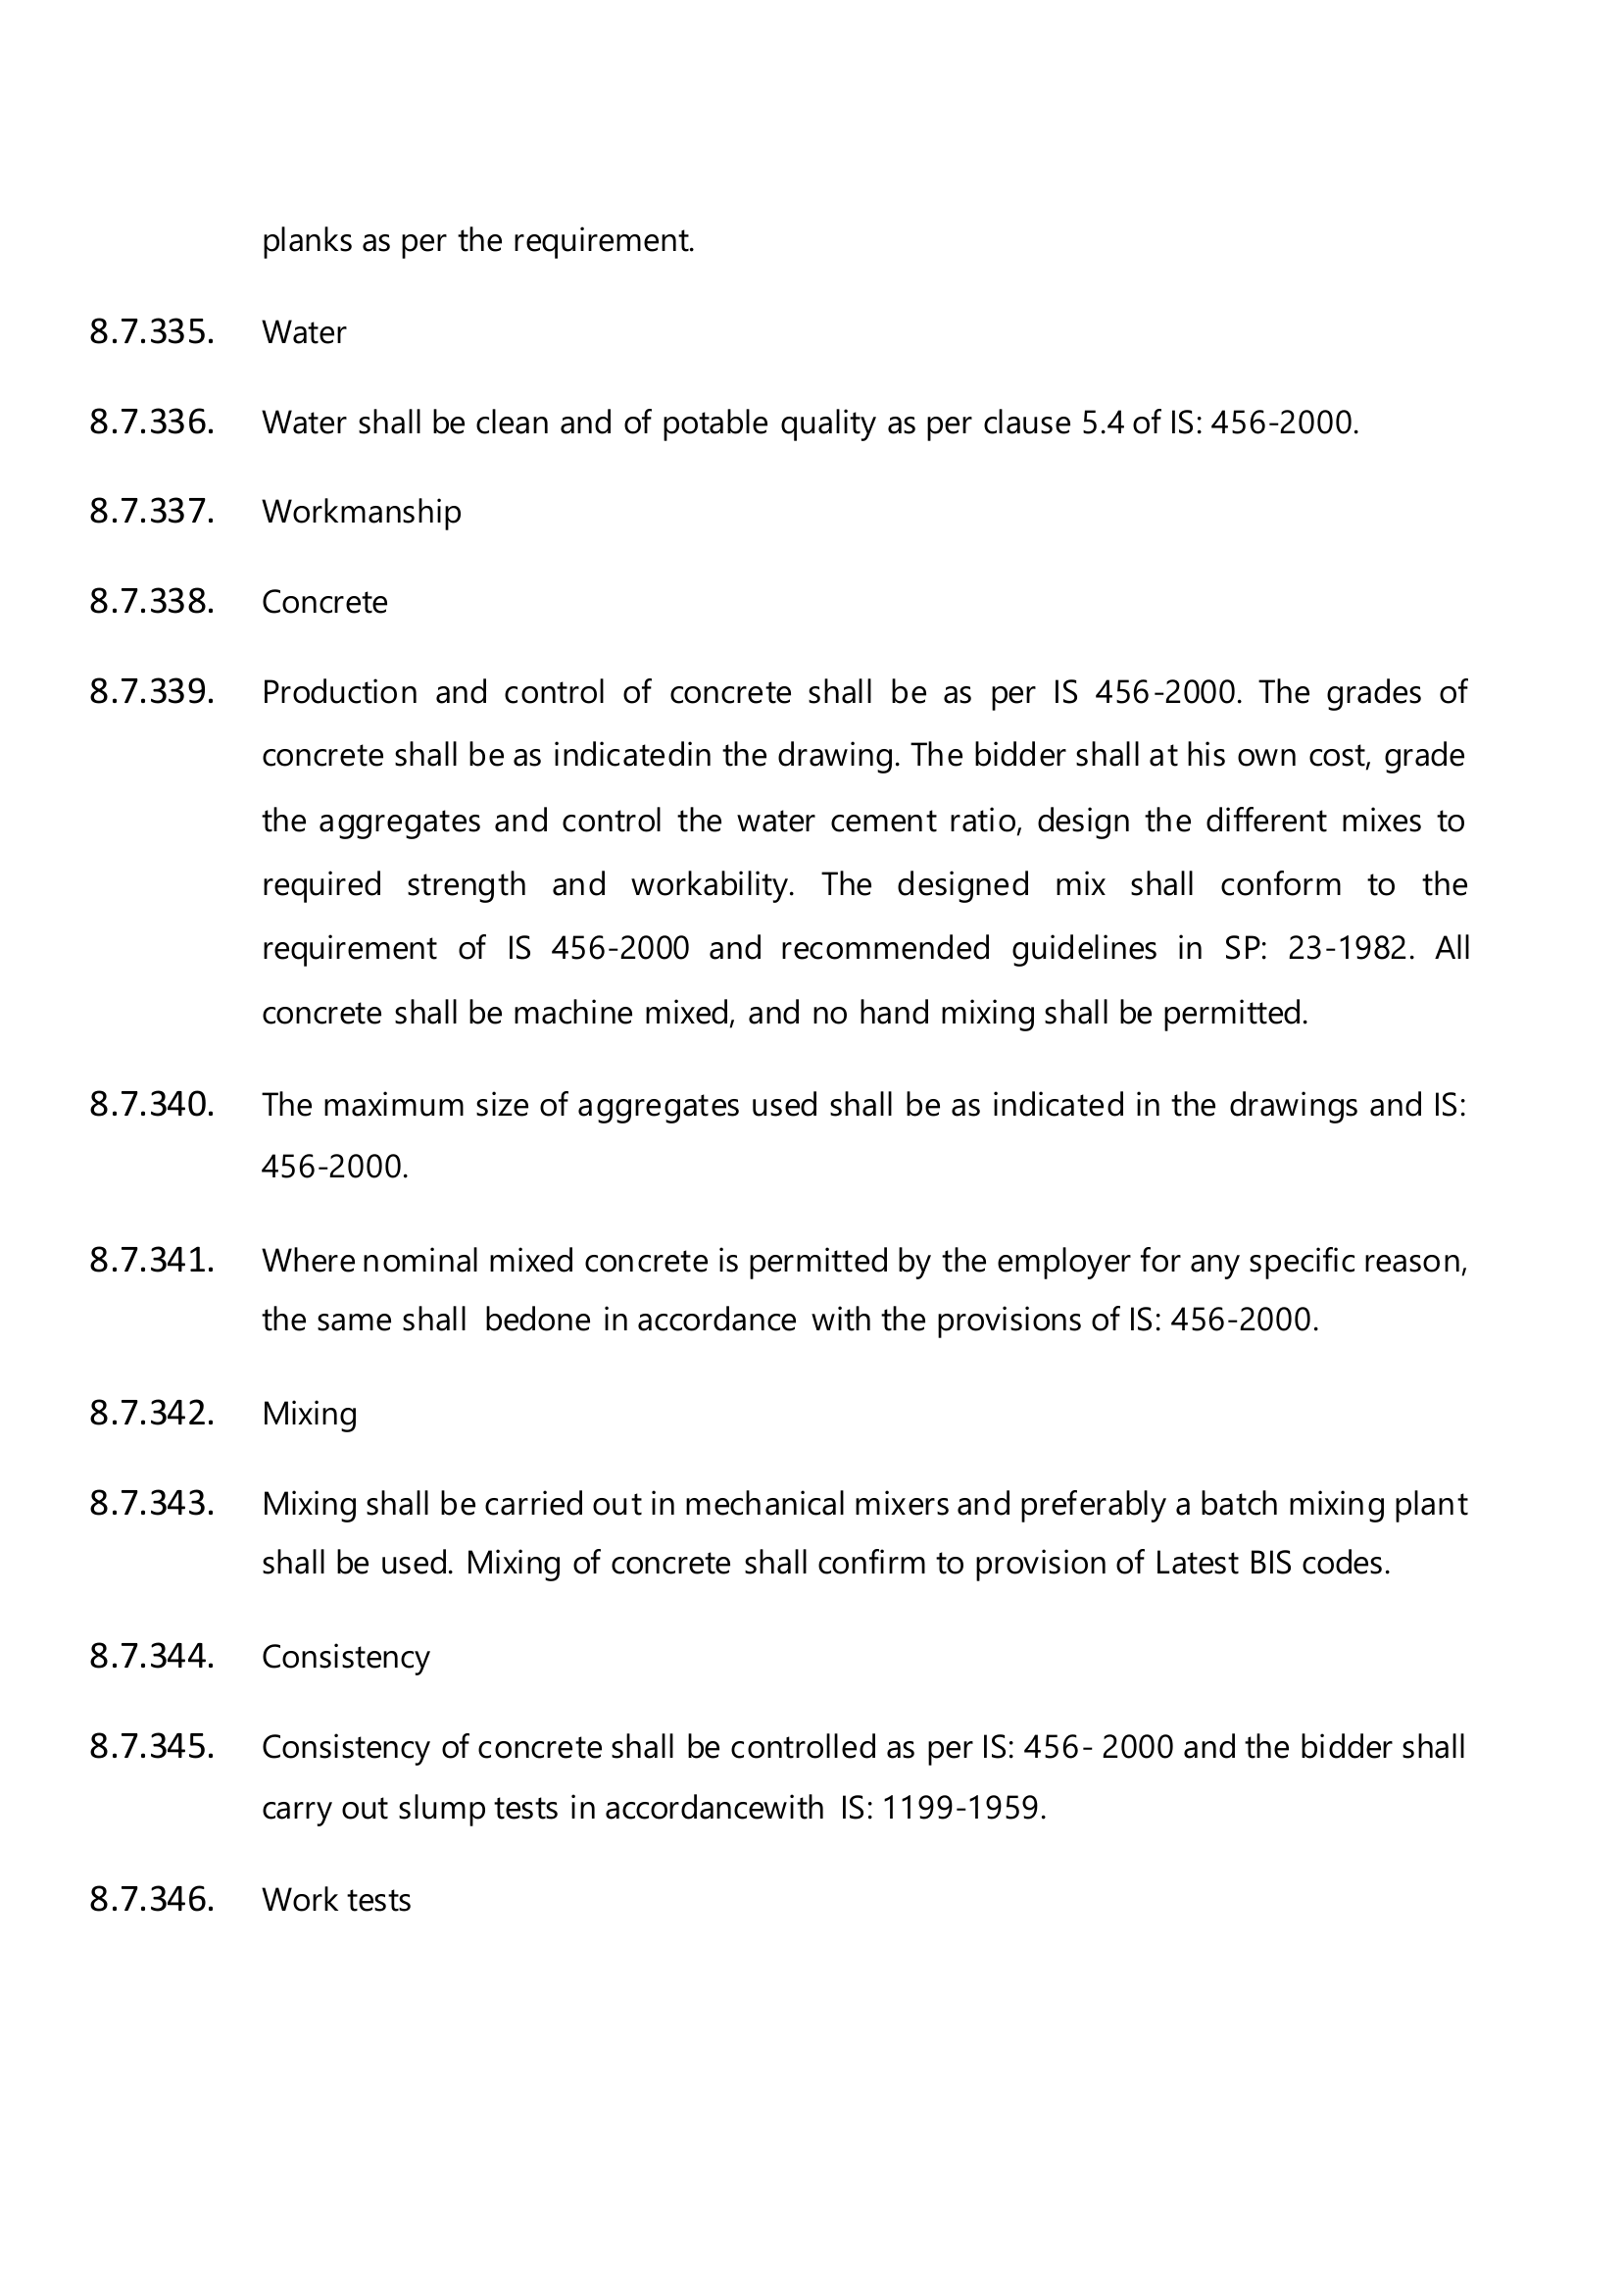 planks as per the requirement.
8.7.335. Water
8.7.336. Water shall be clean and of potable quality as per clause 5.4 of IS: 456-2000.
8.7.337. Workmanship
8.7.338. Concrete
8.7.339. Production and control of concrete shall be as per IS 456-2000. The grades of
concrete shall be as indicatedin the drawing. The bidder shall at his own cost, grade
the aggregates and control the water cement ratio, design the different mixes to
required strength and workability. The designed mix shall conform to the
requirement of IS 456-2000 and recommended guidelines in SP: 23-1982. All
concrete shall be machine mixed, and no hand mixing shall be permitted.
8.7.340. The maximum size of aggregates used shall be as indicated in the drawings and IS:
456-2000.
8.7.341. Where nominal mixed concrete is permitted by the employer for any specific reason,
the same shall bedone in accordance with the provisions of IS: 456-2000.
8.7.342. Mixing
8.7.343. Mixing shall be carried out in mechanical mixers and preferably a batch mixing plant
shall be used. Mixing of concrete shall confirm to provision of Latest BIS codes.
8.7.344. Consistency
8.7.345. Consistency of concrete shall be controlled as per IS: 456- 2000 and the bidder shall
carry out slump tests in accordancewith IS: 1199-1959.
8.7.346. Work tests